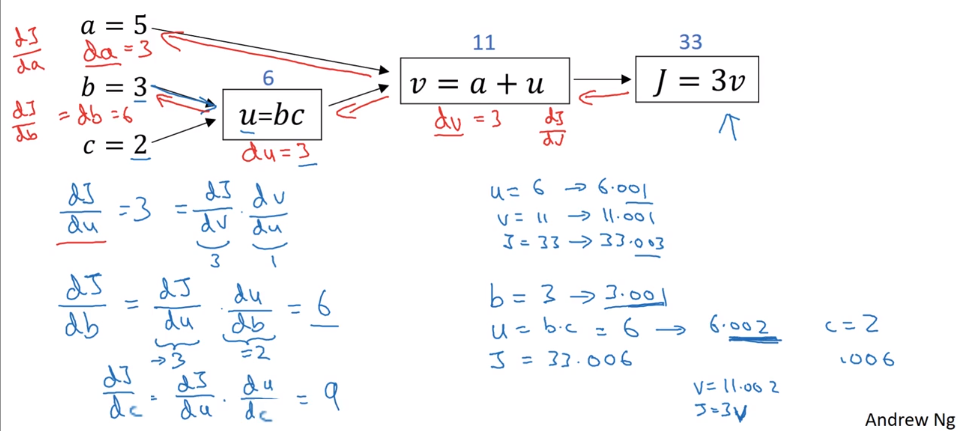 a = 5
dJ/da
da = 3
b = 3
dJ/db = db = 6
c = 2
6
u=bc
du = 3
11
v = a + u
dv = 3 dJ/dv
33
J = 3v
dJ/du = 3 = dJ/dv · dv/du
3 1
dJ/db = dJ/du · du/db = 6
→3 =2
dJ/dc = dJ/du · du/dc = 9
u = 6 → 6.001
v = 11 → 11.001
J = 33 → 33.003
b = 3 → 3.001
u = b·c = 6 → 6.002 c = 2
J = 33.006 .006
v = 11.002
J = 3v
Andrew Ng